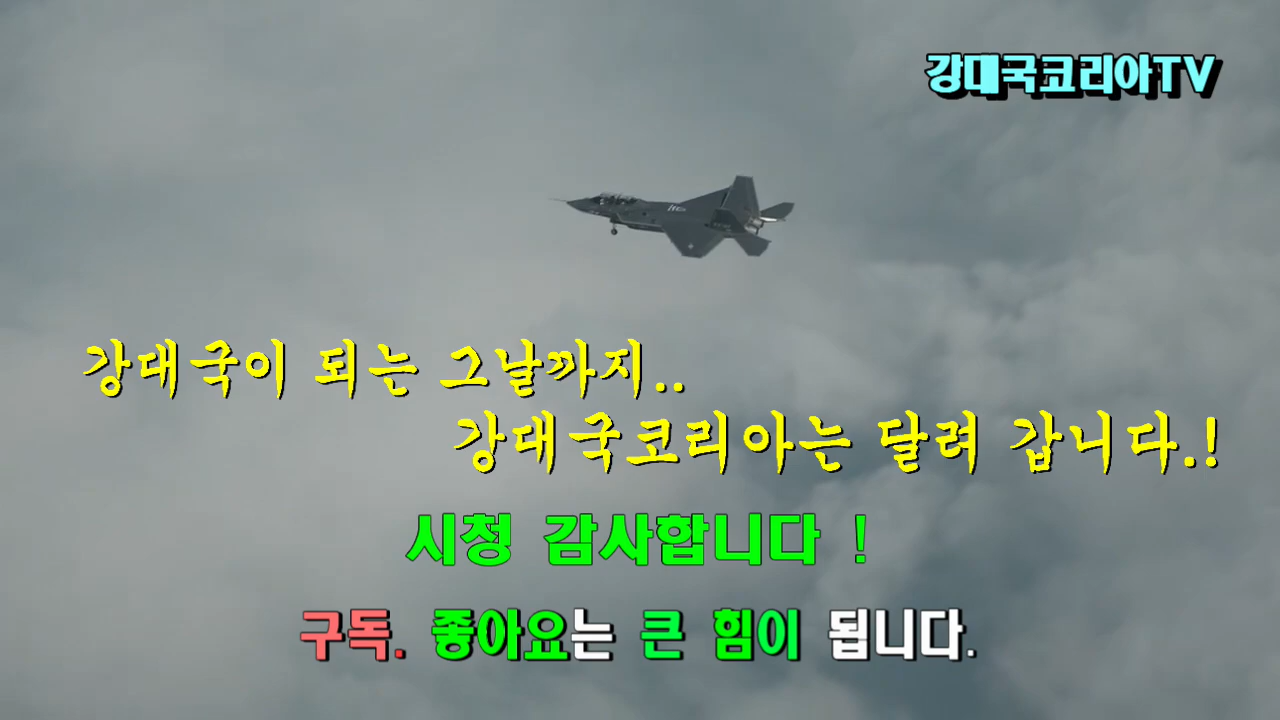 강대국코리아TV
강대국이 되는 그날까지..
강대국코리아는 달려 갑니다.!
시청 감사합니다 !
구독. 좋아요는 큰 힘이 됩니다.